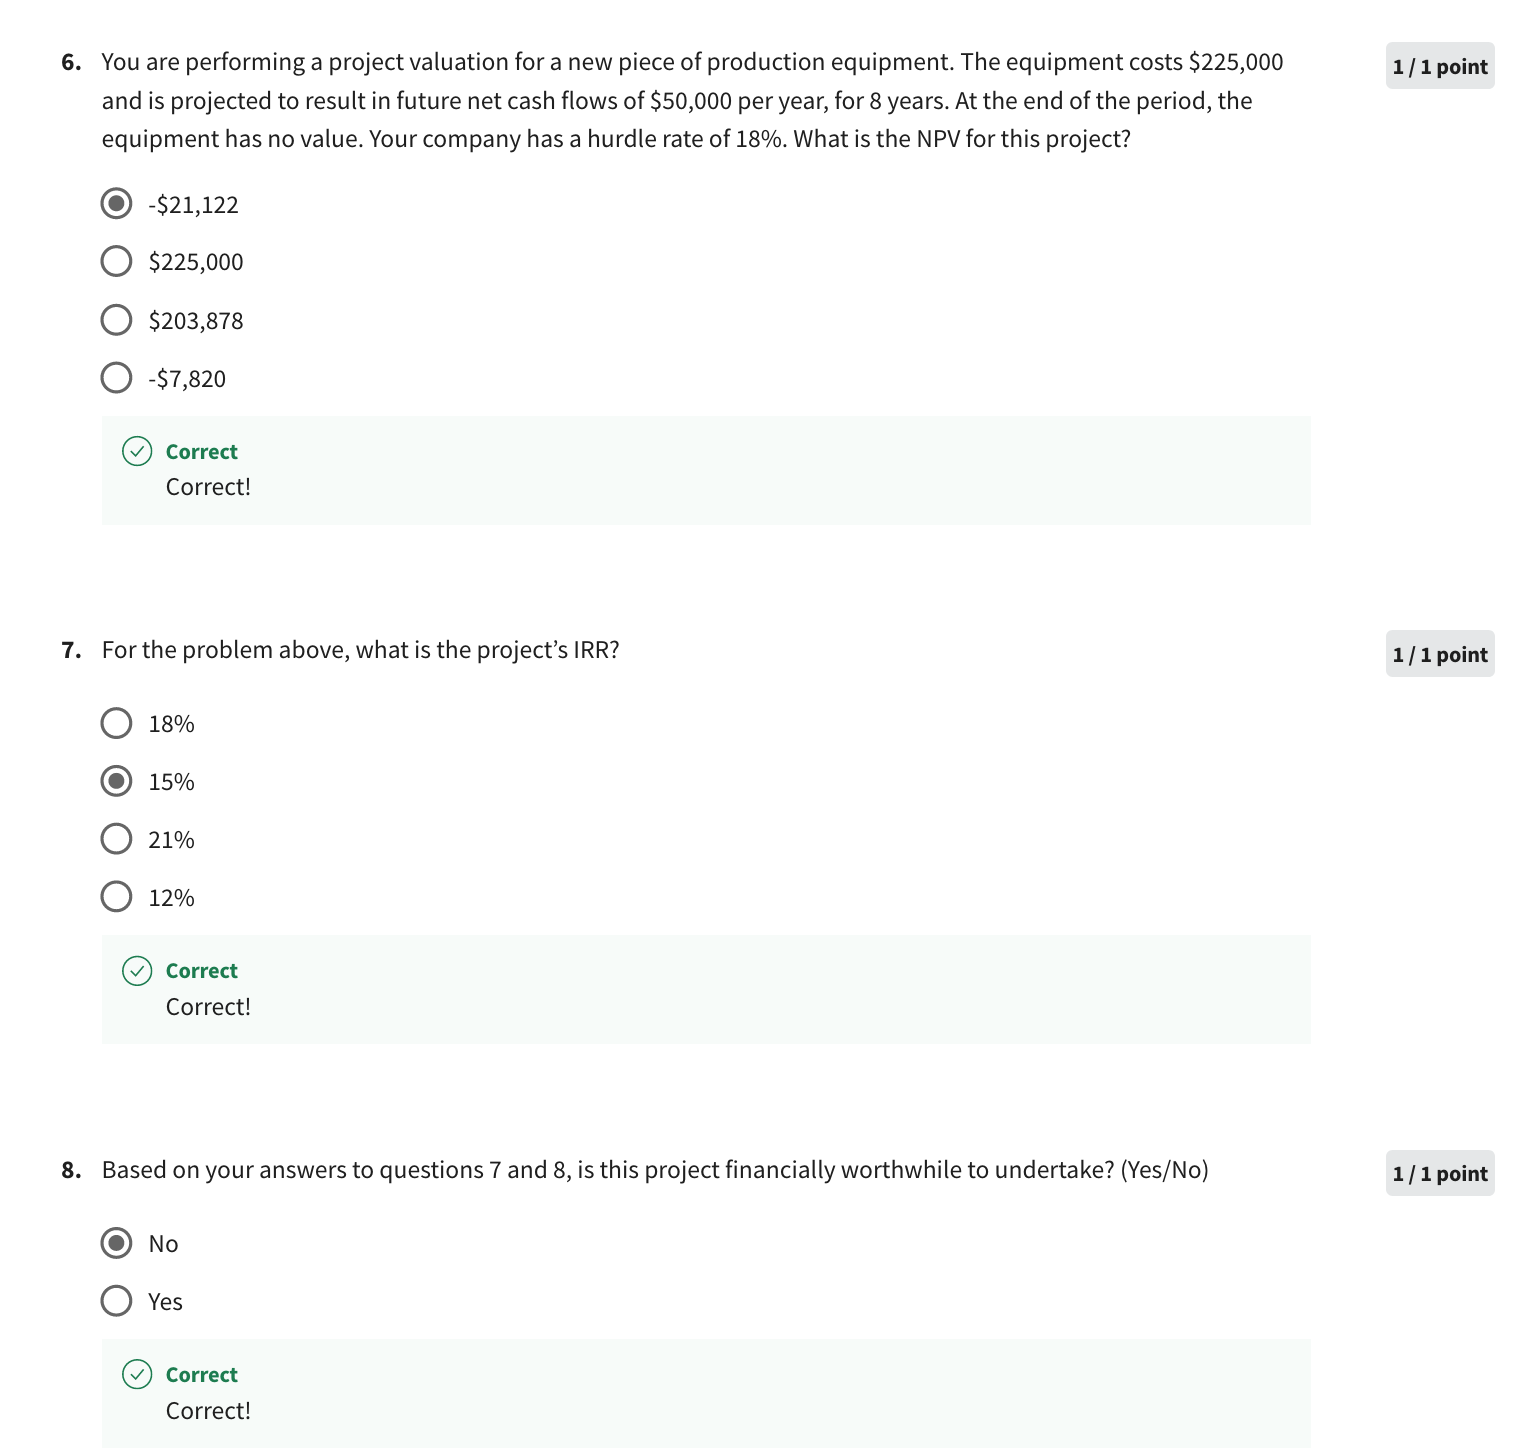 6. You are performing a project valuation for a new piece of production equipment. The equipment costs $225,000 1 / 1 point
and is projected to result in future net cash flows of $50,000 per year, for 8 years. At the end of the period, the
equipment has no value. Your company has a hurdle rate of 18%. What is the NPV for this project?
-$21,122
$225,000
$203,878
-$7,820
Correct
Correct!
7. For the problem above, what is the project’s IRR? 1 / 1 point
18%
15%
21%
12%
Correct
Correct!
8. Based on your answers to questions 7 and 8, is this project financially worthwhile to undertake? (Yes/No) 1 / 1 point
No
Yes
Correct
Correct!